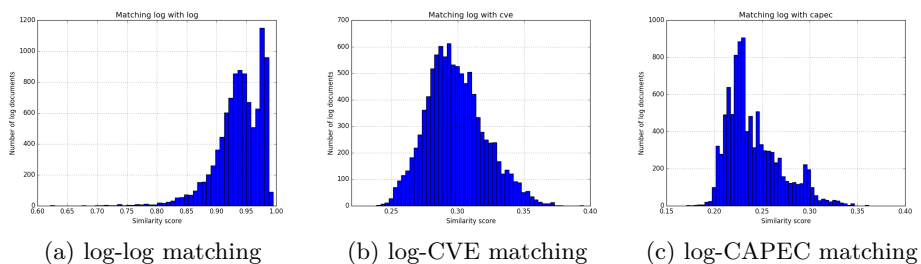 Matching log with log
Number of log documents
1200
1000
800
600
400
200
0
0.60 0.65 0.70 0.75 0.80 0.85 0.90 0.95 1.00
Similarity score
(a) log-log matching
Matching log with cve
Number of log documents
700
600
500
400
300
200
100
0
0.25 0.30 0.35 0.40
Similarity score
(b) log-CVE matching
Matching log with capec
Number of log documents
1000
800
600
400
200
0
0.15 0.20 0.25 0.30 0.35 0.40
Similarity score
(c) log-CAPEC matching